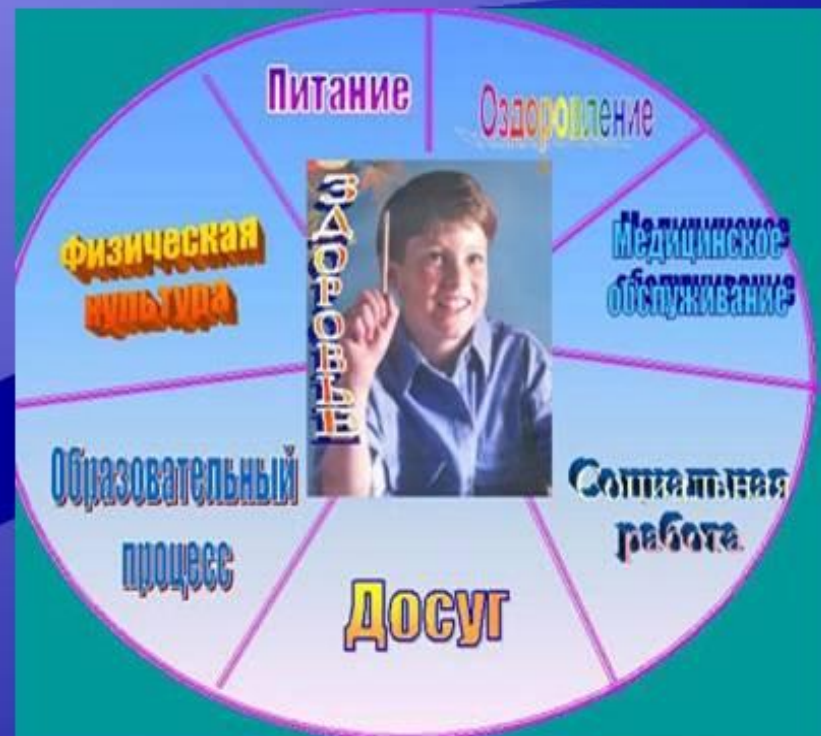 Питание
Оздоровление
Медицинское
обслуживание
Социальная
работа
Досуг
Образовательный
процесс
Физическая
культура
ЗДОРОВЬЕ